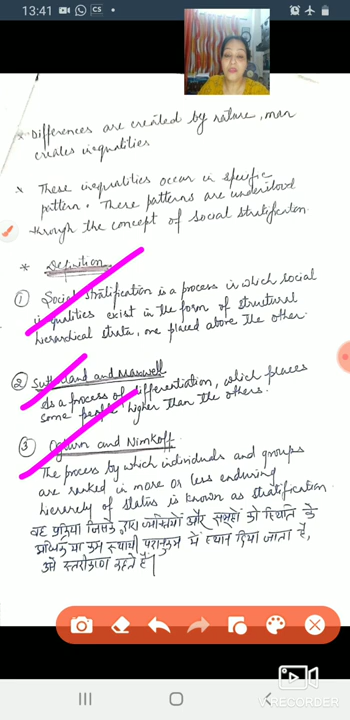 13:41
CS
* Differences are created by nature, man
creates inequalities
* These inequalities occur in specific
pattern. These patterns are understood
through the concept of social stratification
* Definition
① Social stratification is a process in which social
inequalities exist in the form of structural
hierarchical strata, one placed above the other.
② Sutherland and Maxwell
As a process of differentiation, which places
some people higher than the others.
③ Ogburn and Nimkoff
The process by which individuals and groups
are ranked in more or less enduring
of status is known as stratification.
वह प्रक्रिया जिसके द्वारा व्यक्तियों और समूहों को स्थिति के
या कम स्थायी में स्थान दिया जाता है,
उसे स्तरीकरण कहते हैं।
VRECORDER